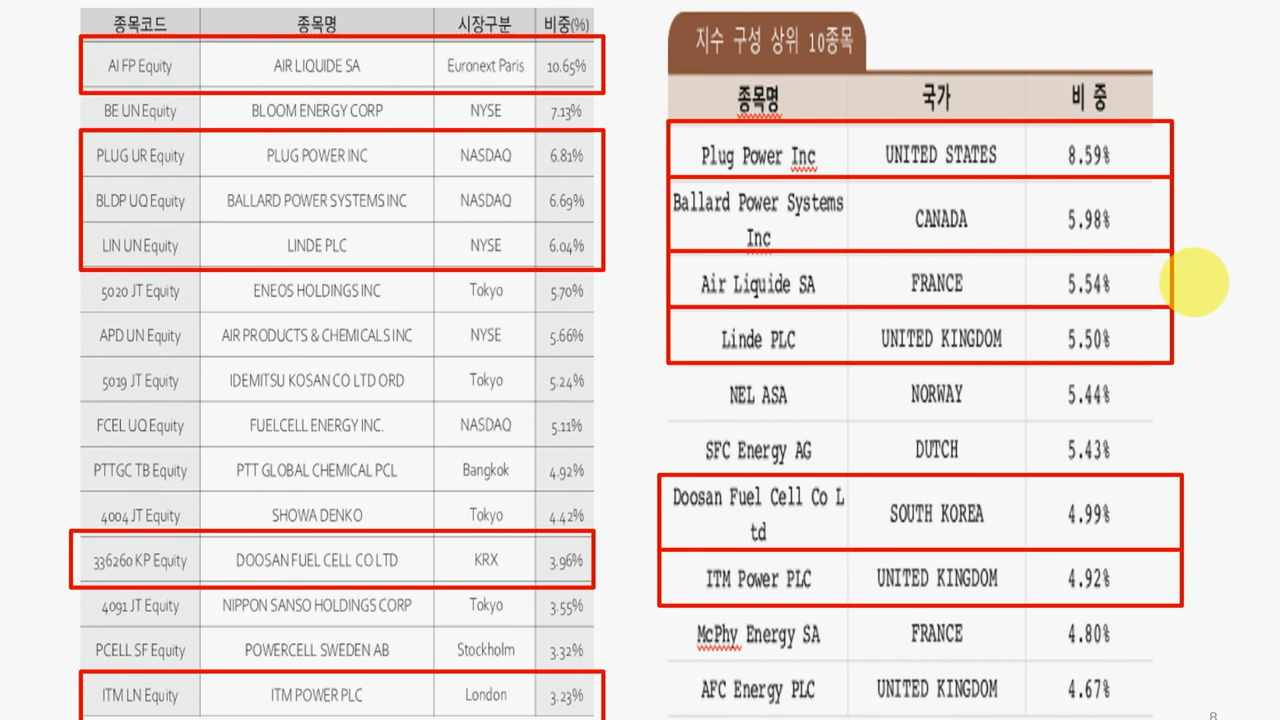 종목코드 종목명 시장구분 비중(%)
AI FP Equity AIR LIQUIDE SA Euronext Paris 10.65%
BE UN Equity BLOOM ENERGY CORP NYSE 7.13%
PLUG UR Equity PLUG POWER INC NASDAQ 6.81%
BLDP UQ Equity BALLARD POWER SYSTEMS INC NASDAQ 6.69%
LIN UN Equity LINDE PLC NYSE 6.04%
5020 JT Equity ENEOS HOLDINGS INC Tokyo 5.70%
APD UN Equity AIR PRODUCTS & CHEMICALS INC NYSE 5.66%
5019 JT Equity IDEMITSU KOSAN CO LTD ORD Tokyo 5.24%
FCEL UQ Equity FUELCELL ENERGY INC. NASDAQ 5.11%
PTTGC TB Equity PTT GLOBAL CHEMICAL PCL Bangkok 4.92%
4004 JT Equity SHOWA DENKO Tokyo 4.42%
336260 KP Equity DOOSAN FUEL CELL CO LTD KRX 3.96%
4091 JT Equity NIPPON SANSO HOLDINGS CORP Tokyo 3.55%
PCELL SF Equity POWERCELL SWEDEN AB Stockholm 3.32%
ITM LN Equity ITM POWER PLC London 3.23%
지수 구성 상위 10종목
종목명 국가 비 중
Plug Power Inc UNITED STATES 8.59%
Ballard Power Systems
Inc CANADA 5.98%
Air Liquide SA FRANCE 5.54%
Linde PLC UNITED KINGDOM 5.50%
NEL ASA NORWAY 5.44%
SFC Energy AG DUTCH 5.43%
Doosan Fuel Cell Co L
td SOUTH KOREA 4.99%
ITM Power PLC UNITED KINGDOM 4.92%
McPhy Energy SA FRANCE 4.80%
AFC Energy PLC UNITED KINGDOM 4.67%
8